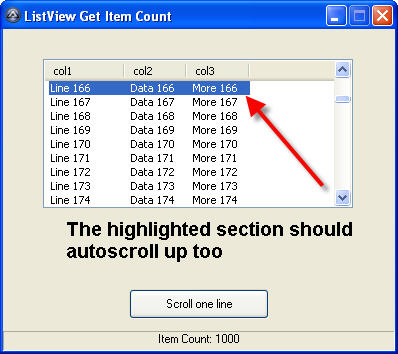 ListView Get Item Count
col1 col2 col3
Line 166 Data 166 More 166
Line 167 Data 167 More 167
Line 168 Data 168 More 168
Line 169 Data 169 More 169
Line 170 Data 170 More 170
Line 171 Data 171 More 171
Line 172 Data 172 More 172
Line 173 Data 173 More 173
Line 174 Data 174 More 174
The highlighted section should
autoscroll up too
Scroll one line
Item Count: 1000